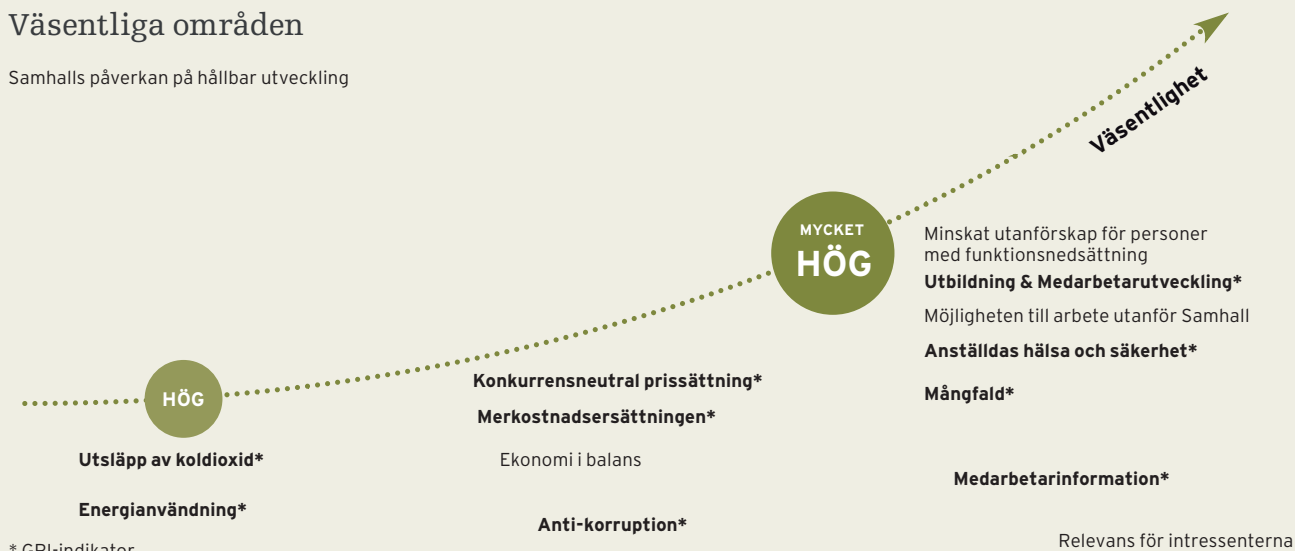 Väsentliga områden
Samhalls påverkan på hållbar utveckling
Väsentlighet
MYCKET
HÖG
Minskat utanförskap för personer
med funktionsnedsättning
Utbildning & Medarbetarutveckling*
Möjligheten till arbete utanför Samhall
Anställdas hälsa och säkerhet*
Mångfald*
Medarbetarinformation*
Konkurrensneutral prissättning*
Merkostnadsersättningen*
Ekonomi i balans
Anti-korruption*
HÖG
Utsläpp av koldioxid*
Energianvändning*
* GRI-indikator
Relevans för intressenterna